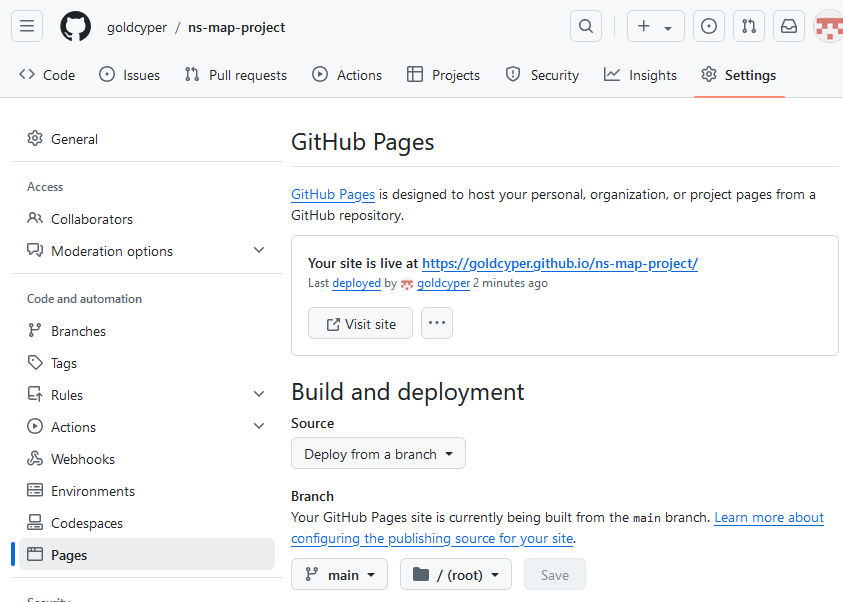 goldcyper / ns-map-project
Code Issues Pull requests Actions Projects Security Insights Settings
General
Access
Collaborators
Moderation options
Code and automation
Branches
Tags
Rules
Actions
Webhooks
Environments
Codespaces
Pages
Security
GitHub Pages
GitHub Pages is designed to host your personal, organization, or project pages from a
GitHub repository.
Your site is live at https://goldcyper.github.io/ns-map-project/
Last deployed by goldcyper 2 minutes ago
Visit site
Build and deployment
Source
Deploy from a branch
Branch
Your GitHub Pages site is currently being built from the main branch. Learn more about
configuring the publishing source for your site.
main / (root) Save